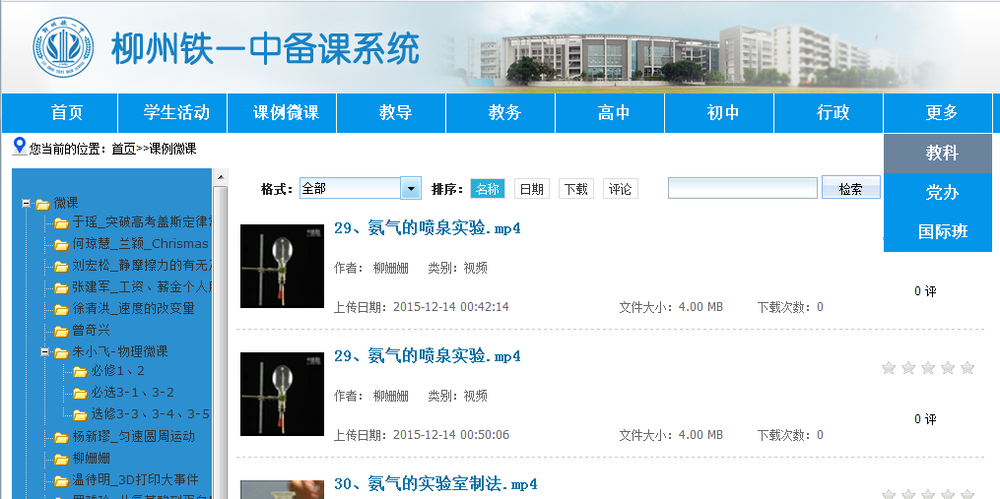 柳州铁一中备课系统
首页 学生活动 课例微课 教导 教务 高中 初中 行政 更多
教科
党办
国际班
您当前的位置：首页>>课例微课
格式： 全部 排序： 名称 日期 下载 评论 检索
微课
于瑶_突破高考盖斯定律
何琼慧_兰颖_Chrismas
刘宏松_静摩擦力的有无
张建军_工资、薪金个人
徐清洪_速度的改变量
曾奇兴
朱小飞-物理微课
必修1、2
必选3-1、3-2
选修3-3、3-4、3-5
杨新璆_匀速圆周运动
柳姗姗
温待明_3D打印大事件
29、氨气的喷泉实验.mp4
作者： 柳姗姗 类别：视频
0 评
上传日期：2015-12-14 00:42:14 文件大小：4.00 MB 下载次数：0
29、氨气的喷泉实验.mp4
作者： 柳姗姗 类别：视频
0 评
上传日期：2015-12-14 00:50:06 文件大小：4.00 MB 下载次数：0
30、氨气的实验室制法.mp4